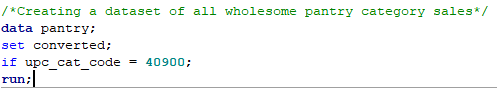 /*Creating a dataset of all wholesome pantry category sales*/
data pantry;
set converted;
if upc_cat_code = 40900;
run;